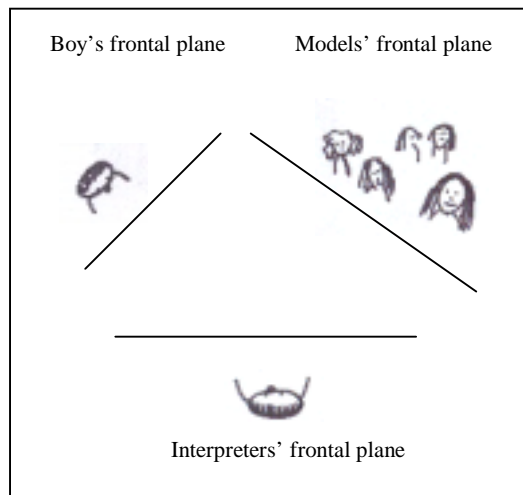 Boy’s frontal plane
Models’ frontal plane
Interpreters’ frontal plane